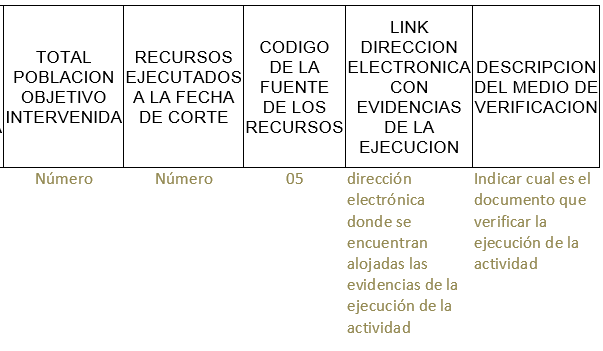 TOTAL
POBLACION
OBJETIVO
INTERVENIDA
RECURSOS
EJECUTADOS
A LA FECHA
DE CORTE
CODIGO
DE LA
FUENTE
DE LOS
RECURSOS
LINK
DIRECCION
ELECTRONICA
CON
EVIDENCIAS
DE LA
EJECUCION
DESCRIPCION
DEL MEDIO DE
VERIFICACION
Número
Número
05
dirección
electrónica
donde se
encuentran
alojadas las
evidencias de la
ejecución de la
actividad
Indicar cual es el
documento que
verificar la
ejecución de la
actividad